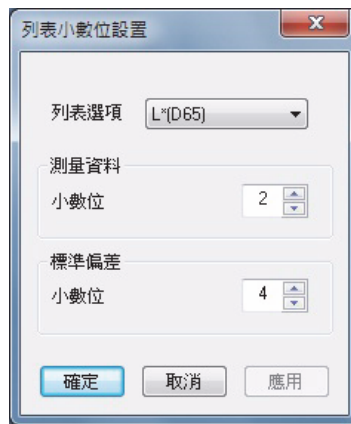 列表小數位設置
列表選項 L*(D65)
測量資料
小數位 2
標準偏差
小數位 4
確定 取消 應用